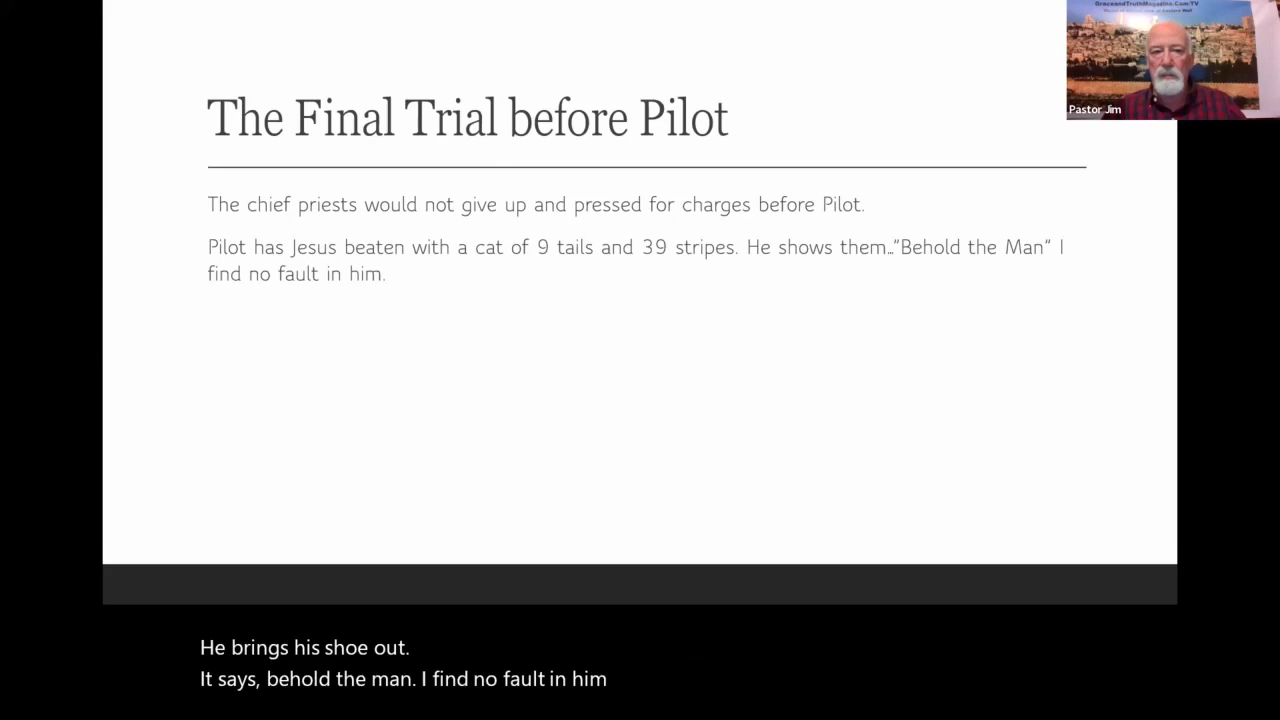 The Final Trial before Pilot
The chief priests would not give up and pressed for charges before Pilot.
Pilot has Jesus beaten with a cat of 9 tails and 39 stripes. He shows them…”Behold the Man“ I
find no fault in him.
GraceandTruthMagazine.Com/TV
Pastor Jim
He brings his shoe out.
It says, behold the man. I find no fault in him